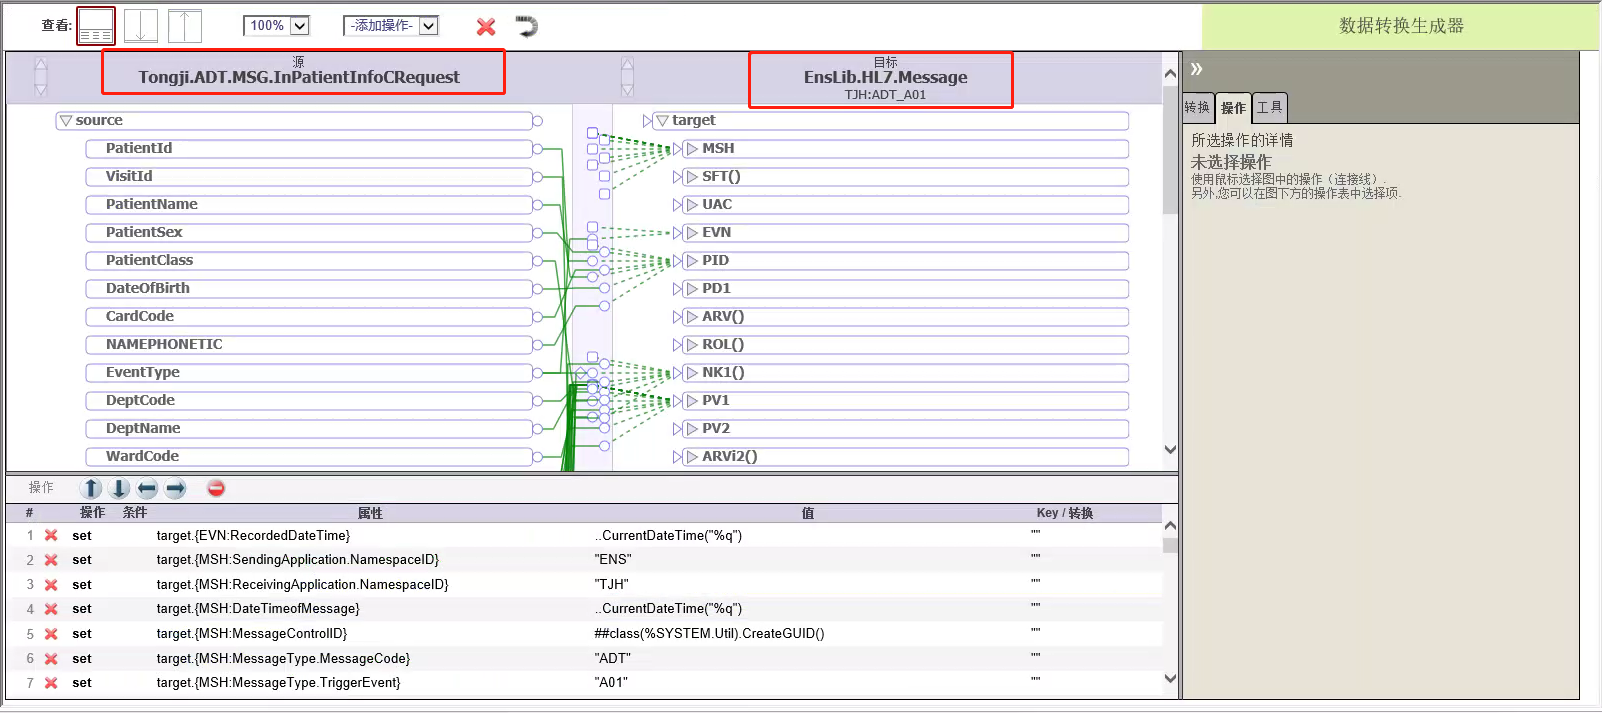 查看:
100%
-添加操作-
数据转换生成器
源
Tongji.ADT.MSG.InPatientInfoCRequest
目标
EnsLib.HL7.Message
TJH:ADT_A01
source
PatientId
VisitId
PatientName
PatientSex
PatientClass
DateOfBirth
CardCode
NAMEPHONETIC
EventType
DeptCode
DeptName
WardCode
target
MSH
SFT()
UAC
EVN
PID
PD1
ARV()
ROL()
NK1()
PV1
PV2
ARVi2()
»
转换 操作 工具
所选操作的详情
未选择操作
使用鼠标选择图中的操作（连接线）.
另外,您可以在图下方的操作表中选择项.
操作
# 操作 条件 属性 值 Key / 转换
1 set target.{EVN:RecordedDateTime} ..CurrentDateTime("%q") ""
2 set target.{MSH:SendingApplication.NamespaceID} "ENS" ""
3 set target.{MSH:ReceivingApplication.NamespaceID} "TJH" ""
4 set target.{MSH:DateTimeofMessage} ..CurrentDateTime("%q") ""
5 set target.{MSH:MessageControlID} ##class(%SYSTEM.Util).CreateGUID() ""
6 set target.{MSH:MessageType.MessageCode} "ADT" ""
7 set target.{MSH:MessageType.TriggerEvent} "A01" ""